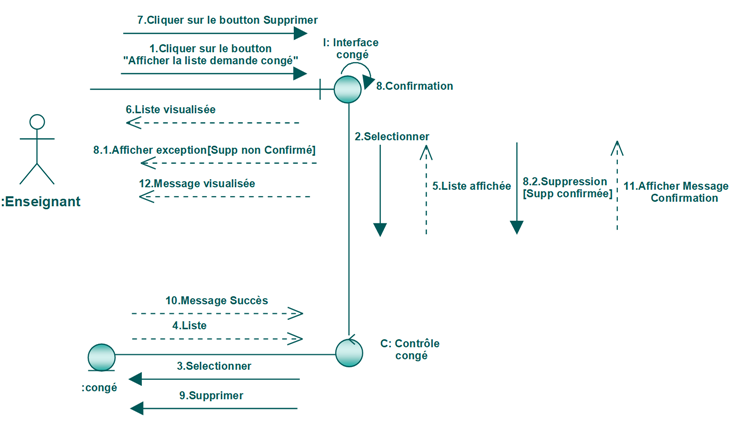 7.Cliquer sur le boutton Supprimer
1.Cliquer sur le boutton
"Afficher la liste demande congé"
I: Interface
congé
8.Confirmation
6.Liste visualisée
8.1.Afficher exception[Supp non Confirmé]
12.Message visualisée
:Enseignant
2.Selectionner
5.Liste affichée
8.2.Suppression
[Supp confirmée]
11.Afficher Message
Confirmation
10.Message Succès
4.Liste
C: Contrôle
congé
3.Selectionner
:congé
9.Supprimer